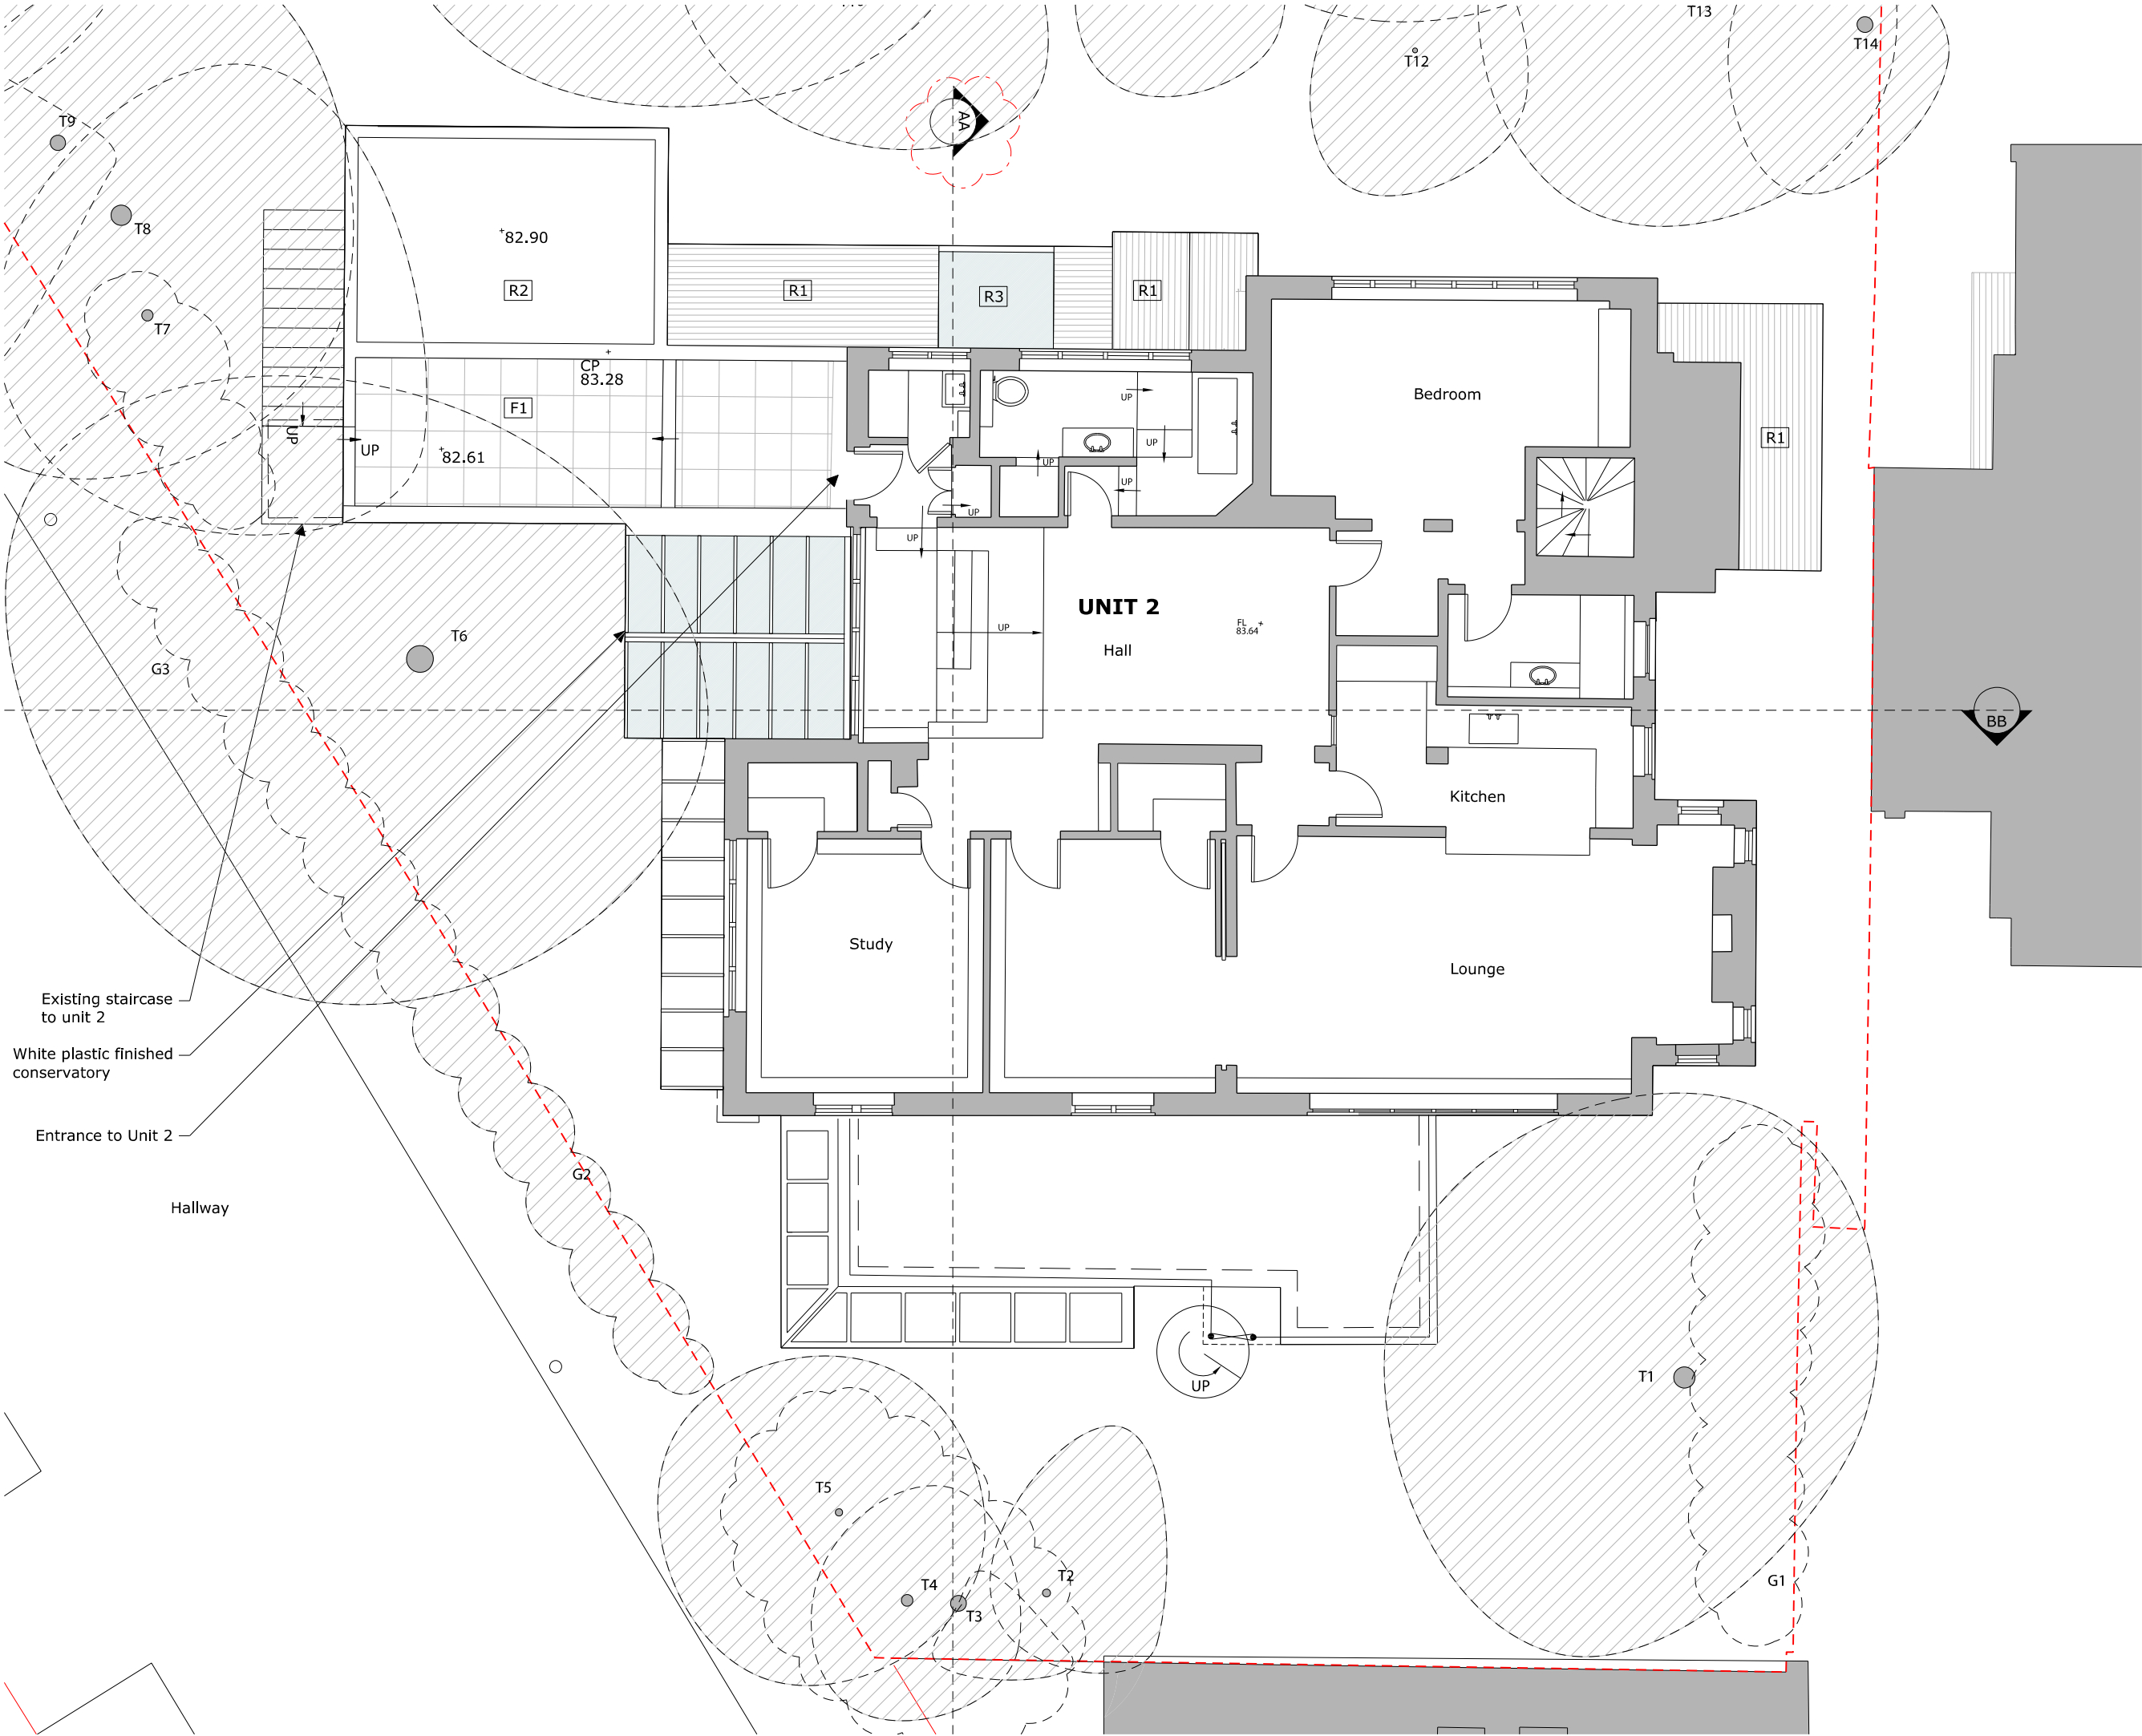 T13
T14
T12
T9
AA
T8
82.90
R2
R1
R3
R1
T7
CP
83.28
F1
82.61
UP
UP
UP
UP
UP
UP
UP
UP
Bedroom
R1
UNIT 2
Hall
FL
83.64
UP
T6
G3
BB
Kitchen
Study
Lounge
Existing staircase
to unit 2
White plastic finished
conservatory
Entrance to Unit 2
Hallway
G2
UP
T1
T5
T4
T3
T2
G1